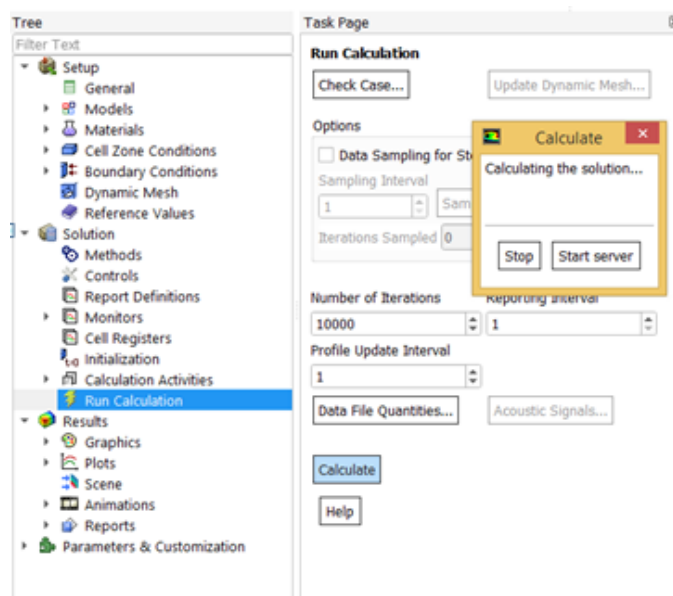 Tree
Filter Text
Setup
General
Models
Materials
Cell Zone Conditions
Boundary Conditions
Dynamic Mesh
Reference Values
Solution
Methods
Controls
Report Definitions
Monitors
Cell Registers
Initialization
Calculation Activities
Run Calculation
Results
Graphics
Plots
Scene
Animations
Reports
Parameters & Customization
Task Page
Run Calculation
Check Case... Update Dynamic Mesh...
Options
Data Sampling for
Sampling Interval
1
Iterations Sampled 0
Calculate
Calculating the solution...
Stop Start server
Number of Iterations Reporting Interval
10000 1
Profile Update Interval
1
Data File Quantities... Acoustic Signals...
Calculate
Help